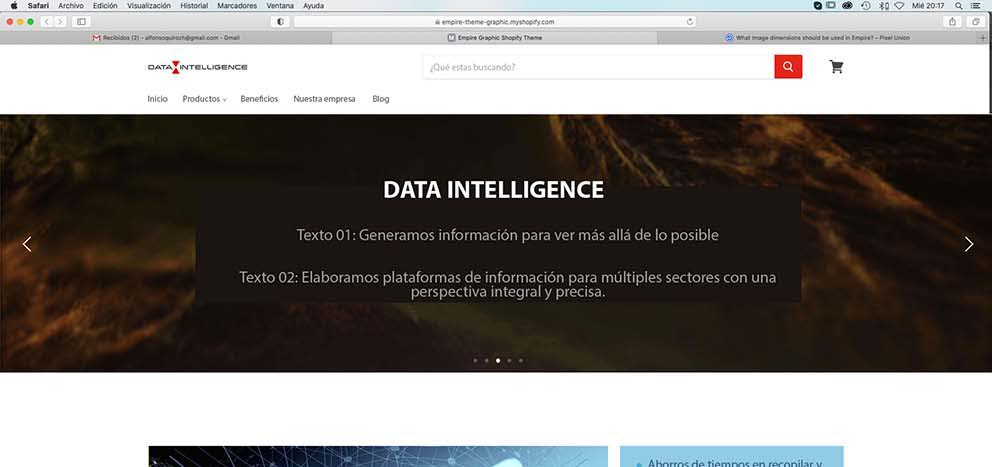 Safari Archivo Edición Visualización Historial Marcadores Ventana Ayuda Mié 20:17
empire-theme-graphic.myshopify.com
Recibidos (2) - alfonsoquirozh@gmail.com - Gmail
Empire Graphic Shopify Theme
What image dimensions should be used in Empire? – Pixel Union
DATA INTELLIGENCE
¿Qué estas buscando?
Inicio Productos Beneficios Nuestra empresa Blog
DATA INTELLIGENCE
Texto 01: Generamos información para ver más allá de lo posible
Texto 02: Elaboramos plataformas de información para múltiples sectores con una
perspectiva integral y precisa.
Ahorros de tiempos en recopilar y